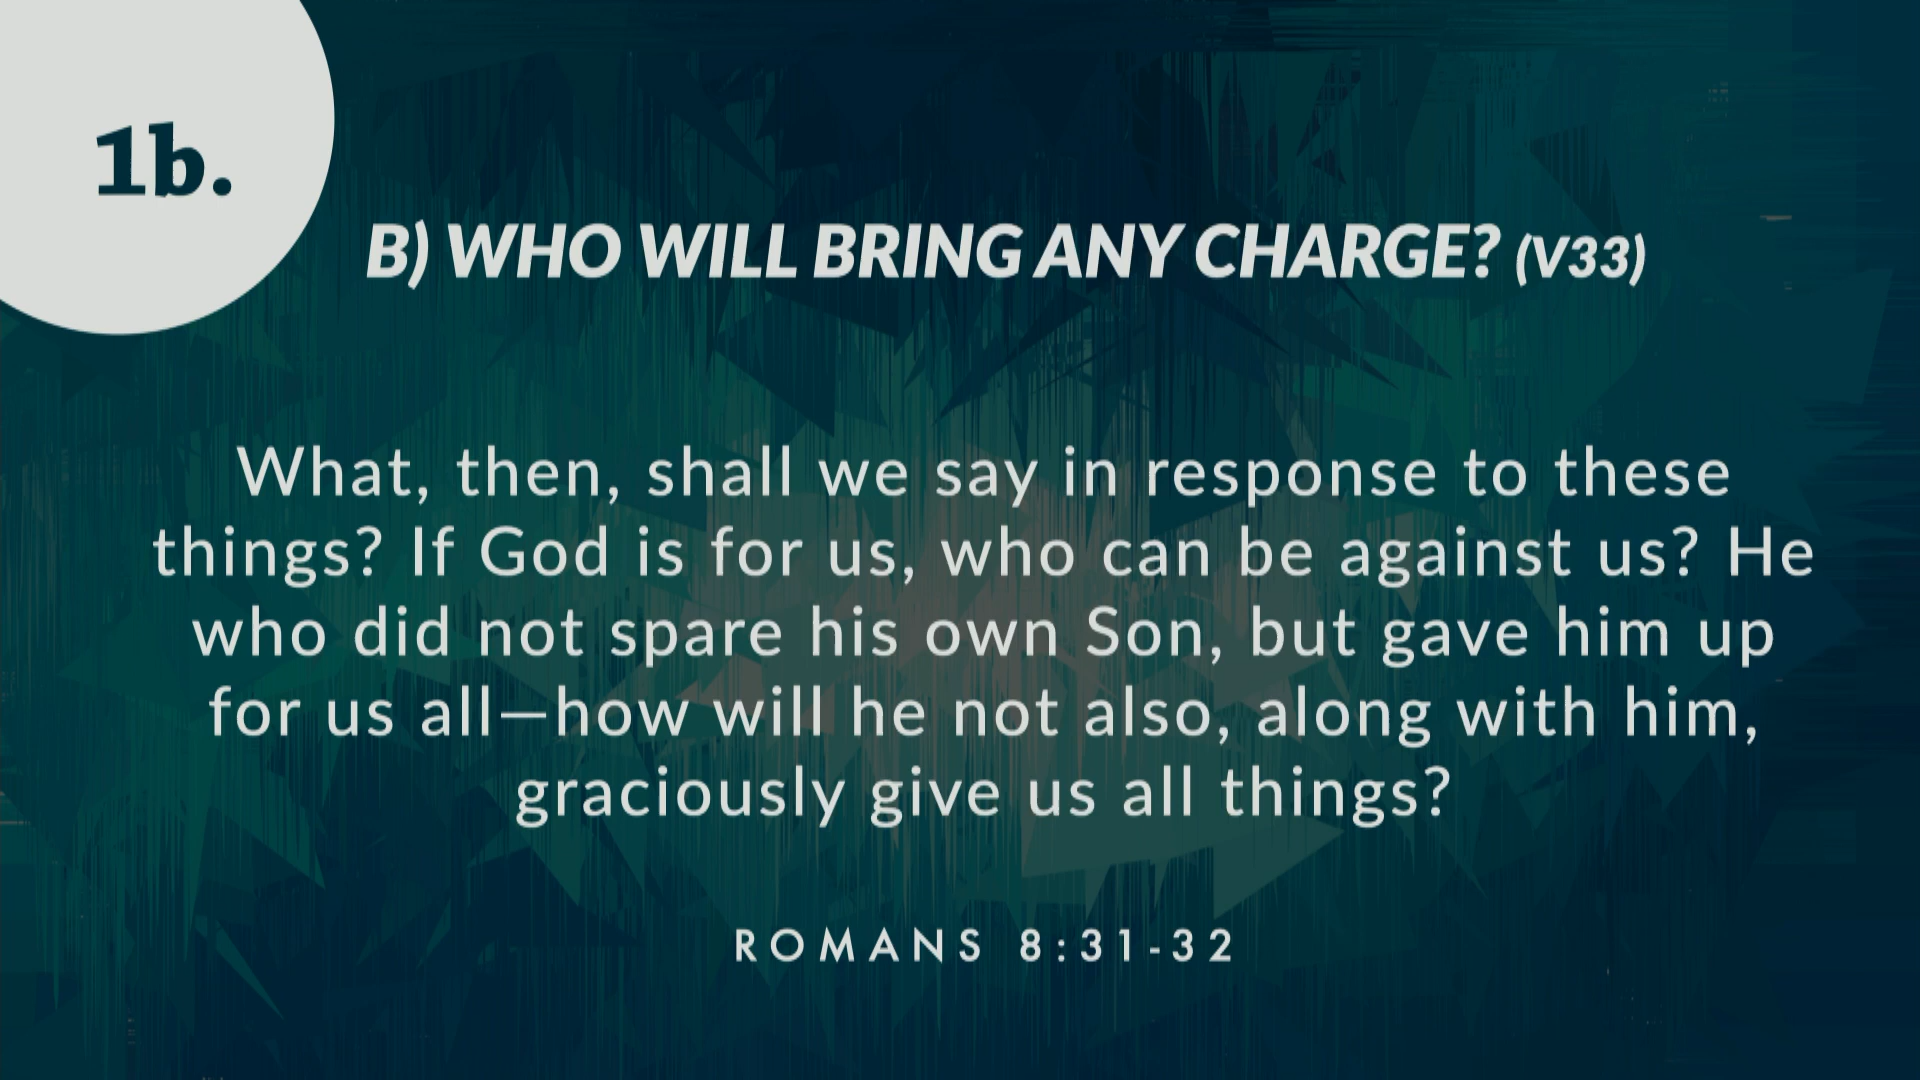 1b.
B) WHO WILL BRING ANY CHARGE? (V33)
What, then, shall we say in response to these
things? If God is for us, who can be against us? He
who did not spare his own Son, but gave him up
for us all—how will he not also, along with him,
graciously give us all things?
ROMANS 8:31-32